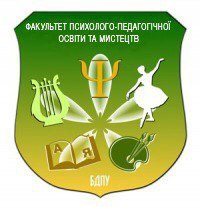 ФАКУЛЬТЕТ ПСИХОЛОГО-ПЕДАГОГІЧНОЇ
ОСВІТИ ТА МИСТЕЦТВ
Ψ
А Я
БДПУ